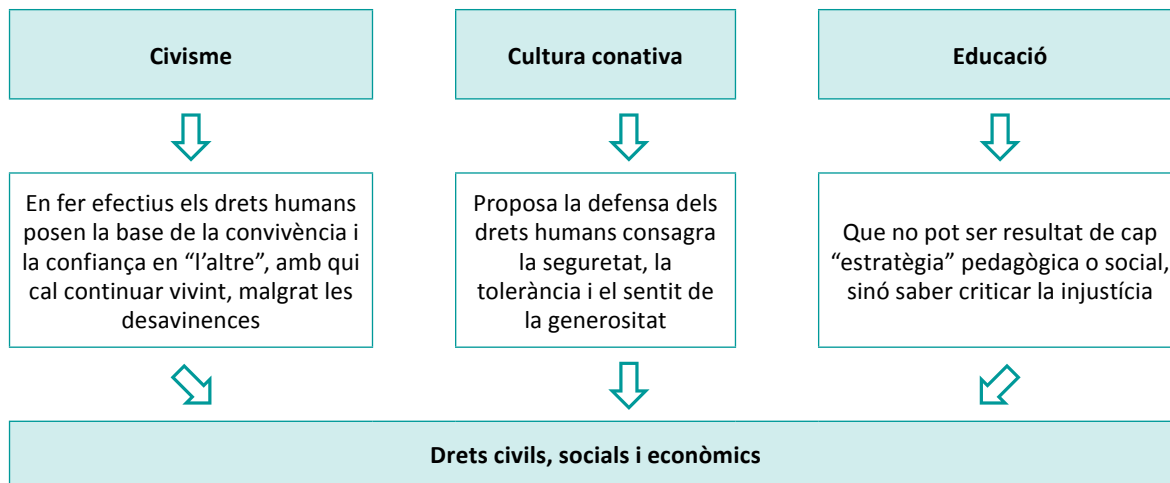 Civisme
Cultura conativa
Educació
En fer efectius els drets humans
posen la base de la convivència i
la confiança en “l’altre”, amb qui
cal continuar vivint, malgrat les
desavinences
Proposa la defensa dels
drets humans consagra
la seguretat, la
tolerància i el sentit de
la generositat
Que no pot ser resultat de cap
“estratègia” pedagògica o social,
sinó saber criticar la injustícia
Drets civils, socials i econòmics